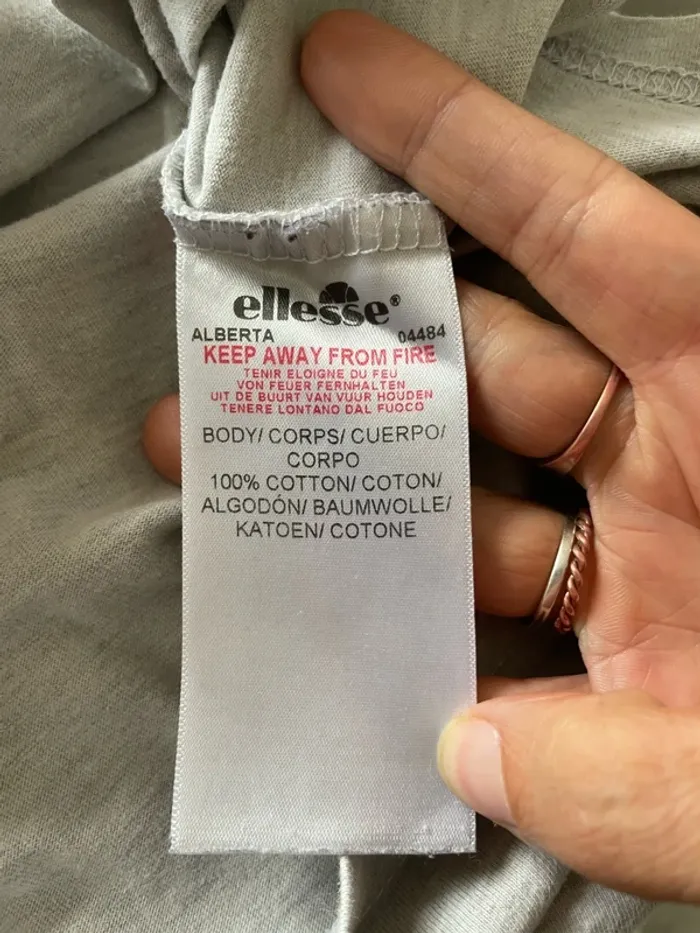 ellesse®
ALBERTA 04484
KEEP AWAY FROM FIRE
TENIR ELOIGNE DU FEU
VON FEUER FERNHALTEN
UIT DE BUURT VAN VUUR HOUDEN
TENERE LONTANO DAL FUOCO
BODY/ CORPS/ CUERPO/
CORPO
100% COTTON/ COTON/
ALGODÓN/ BAUMWOLLE/
KATOEN/ COTONE